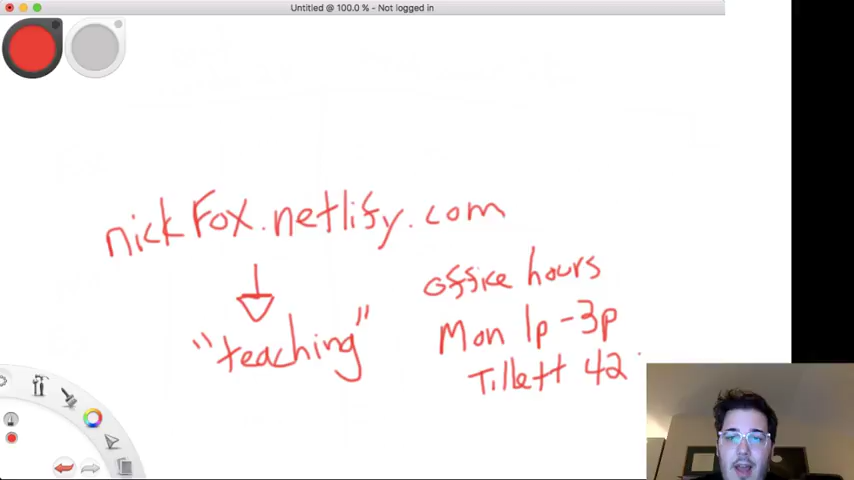 Untitled @ 100.0 % - Not logged in
nickFox.netlify.com
"teaching"
office hours
Mon 1p-3p
Tillett 42